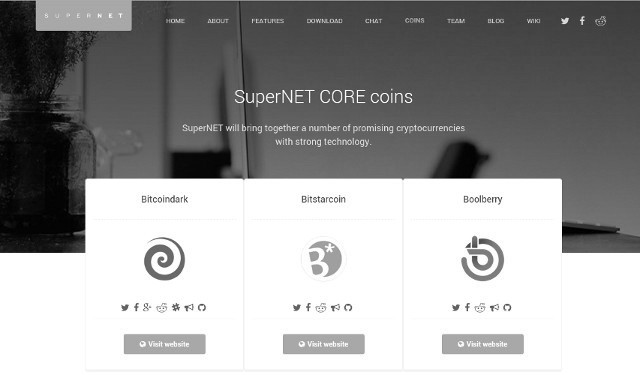 SUPERNET HOME ABOUT FEATURES DOWNLOAD CHAT COINS TEAM BLOG WIKI
SuperNET CORE coins
SuperNET will bring together a number of promising cryptocurrencies
with strong technology.
Bitcoindark Bitstarcoin Boolberry
B*
Visit website Visit website Visit website